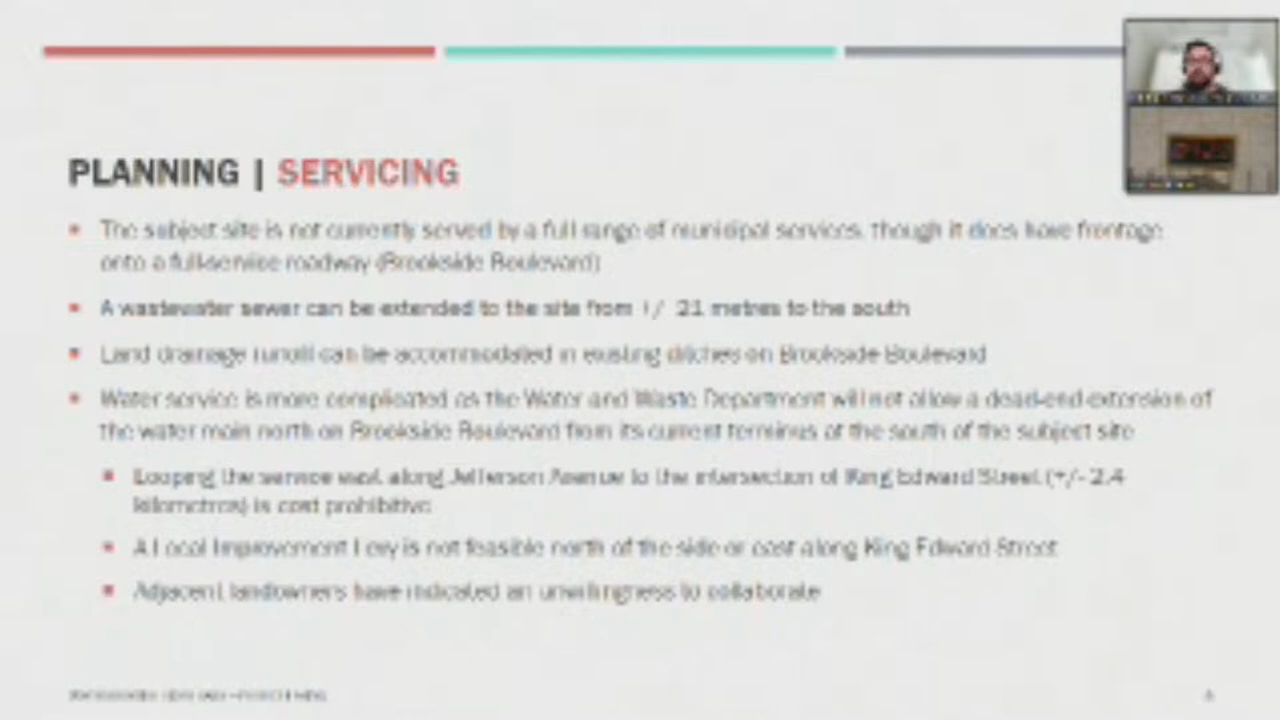 PLANNING | SERVICING
The subject site is not currently served by a full range of municipal services, though it does have frontage
onto a full-service roadway (Brookside Boulevard)
A wastewater sewer can be extended to the site from +/- 21 metres to the south
Land drainage runoff can be accommodated in existing ditches on Brookside Boulevard
Water service is more complicated as the Water and Waste Department will not allow a dead-end extension of
the water main north on Brookside Boulevard from its current terminus at the south of the subject site
Looping the service east along Jefferson Avenue to the intersection of King Edward Street (+/- 2.4
kilometres) is cost prohibitive
A Local Improvement Levy is not feasible north of the side or east along King Edward Street
Adjacent landowners have indicated an unwillingness to collaborate